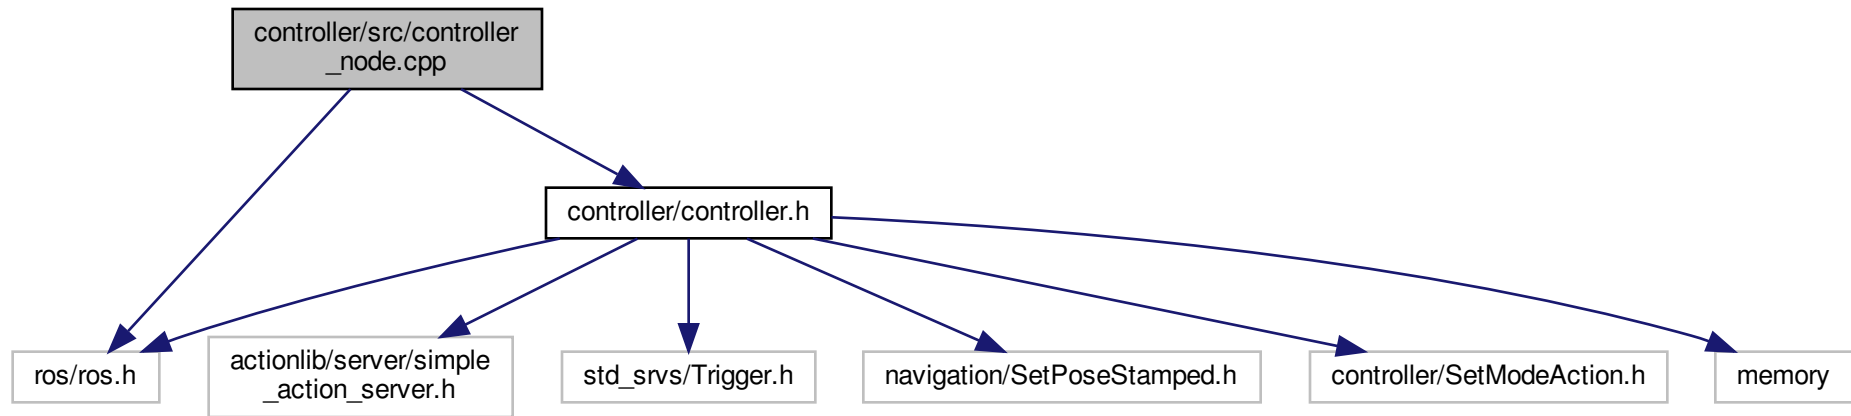 controller/src/controller
_node.cpp
controller/controller.h
ros/ros.h
actionlib/server/simple
_action_server.h
std_srvs/Trigger.h
navigation/SetPoseStamped.h
controller/SetModeAction.h
memory